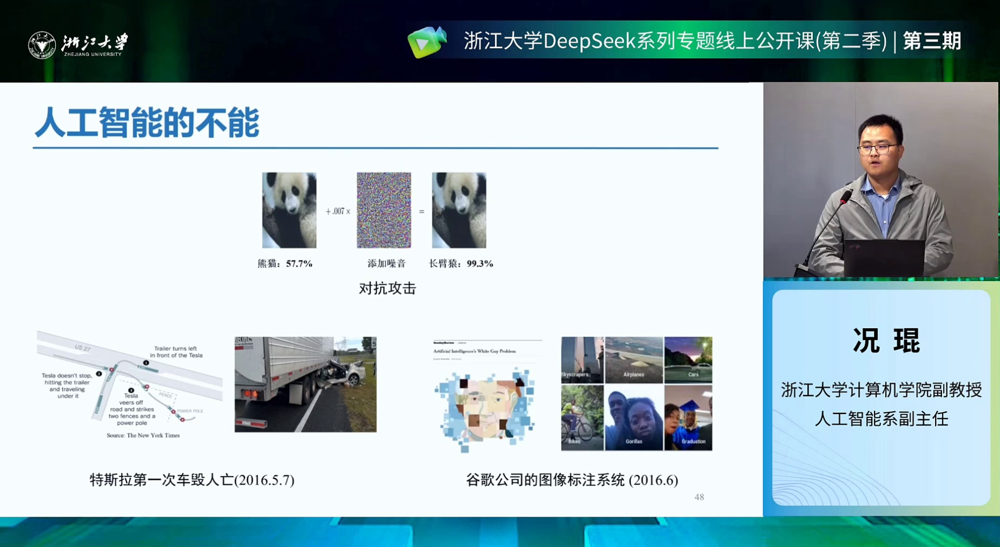 浙江大学
ZHEJIANG UNIVERSITY
浙江大学DeepSeek系列专题线上公开课(第二季) | 第三期
人工智能的不能
+.007×
=
熊猫：57.7%
添加噪音
长臂猿：99.3%
对抗攻击
US 27
Trailer turns left
in front of the Tesla
1
Tesla doesn't stop,
hitting the trailer
and traveling
under it
2
3
Tesla
veers off
road and strikes
two fences and a
power pole
FENCE
POWER POLE
Source: The New York Times
特斯拉第一次车毁人亡(2016.5.7)
SundayReview
Artificial Intelligence's White Guy Problem
Skyscrapers
Airplanes
Cars
Bikes
Gorillas
Graduation
谷歌公司的图像标注系统 (2016.6)
48
况 琨
浙江大学计算机学院副教授
人工智能系副主任